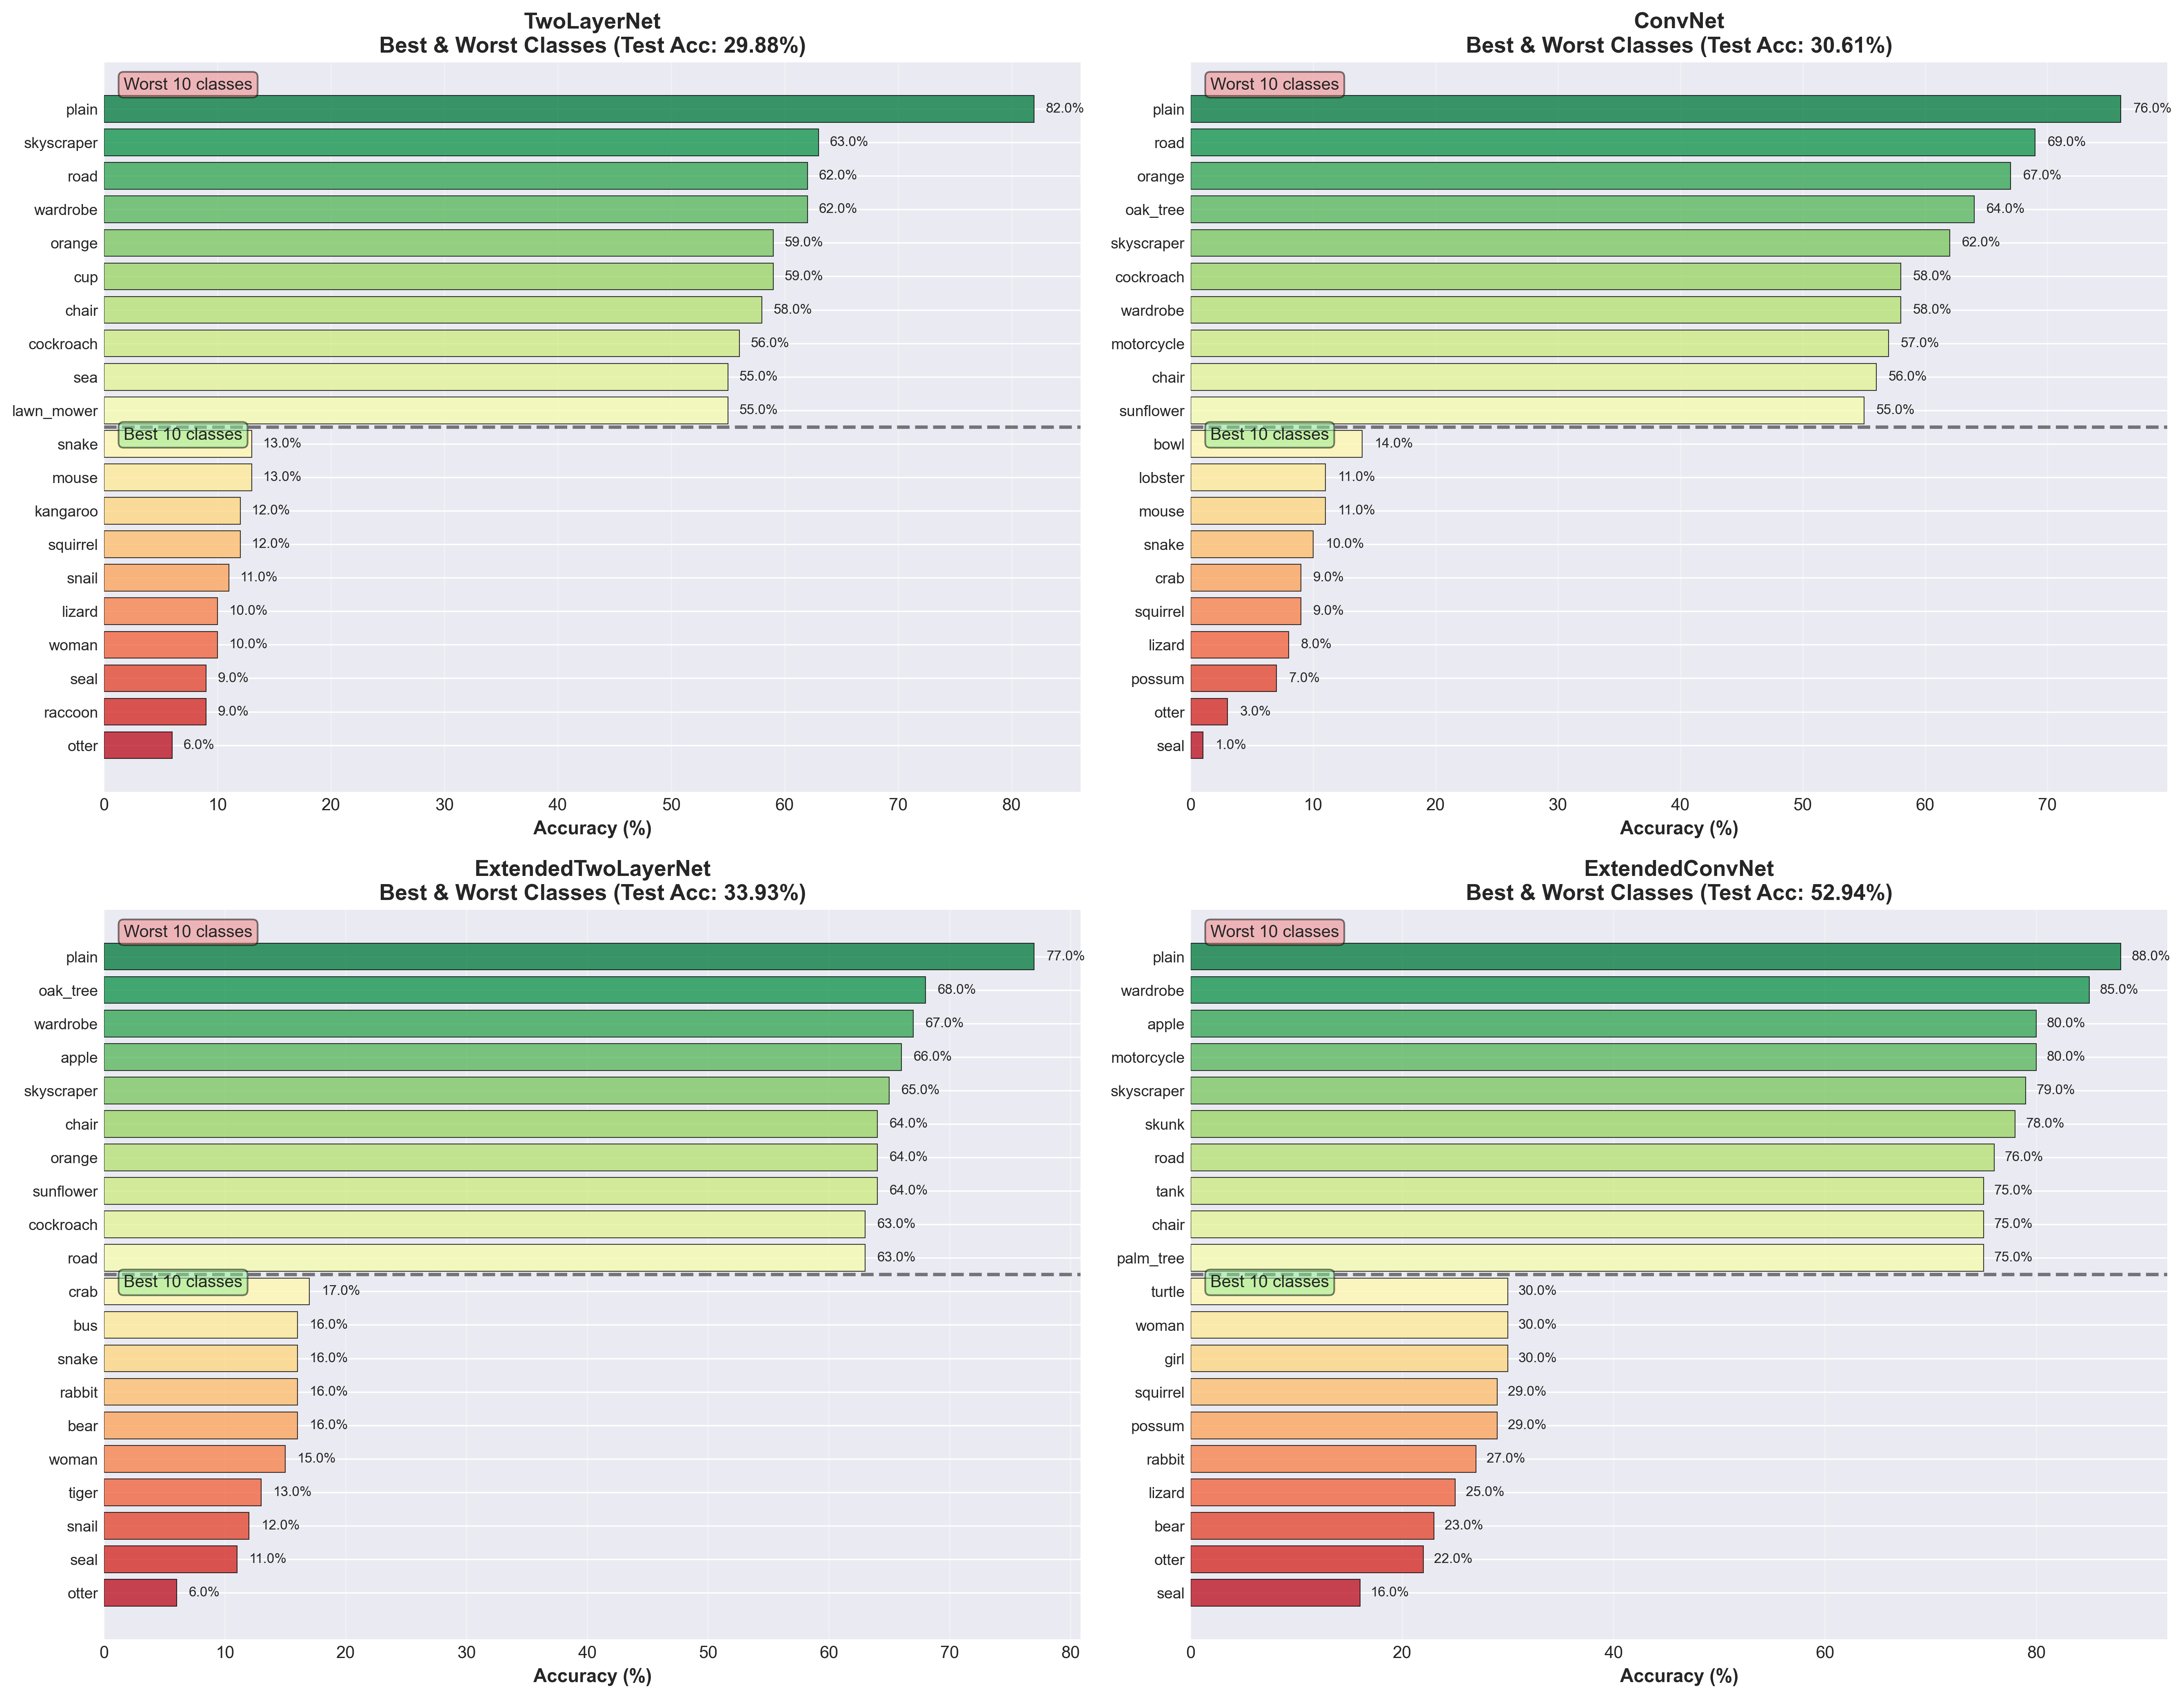 TwoLayerNet
Best & Worst Classes (Test Acc: 29.88%)
Worst 10 classes
plain 82.0%
skyscraper 63.0%
road 62.0%
wardrobe 62.0%
orange 59.0%
cup 59.0%
chair 58.0%
cockroach 56.0%
sea 55.0%
lawn_mower 55.0%
Best 10 classes
snake 13.0%
mouse 13.0%
kangaroo 12.0%
squirrel 12.0%
snail 11.0%
lizard 10.0%
woman 10.0%
seal 9.0%
raccoon 9.0%
otter 6.0%
0 10 20 30 40 50 60 70 80
Accuracy (%)
ConvNet
Best & Worst Classes (Test Acc: 30.61%)
Worst 10 classes
plain 76.0%
road 69.0%
orange 67.0%
oak_tree 64.0%
skyscraper 62.0%
cockroach 58.0%
wardrobe 58.0%
motorcycle 57.0%
chair 56.0%
sunflower 55.0%
Best 10 classes
bowl 14.0%
lobster 11.0%
mouse 11.0%
snake 10.0%
crab 9.0%
squirrel 9.0%
lizard 8.0%
possum 7.0%
otter 3.0%
seal 1.0%
0 10 20 30 40 50 60 70
Accuracy (%)
ExtendedTwoLayerNet
Best & Worst Classes (Test Acc: 33.93%)
Worst 10 classes
plain 77.0%
oak_tree 68.0%
wardrobe 67.0%
apple 66.0%
skyscraper 65.0%
chair 64.0%
orange 64.0%
sunflower 64.0%
cockroach 63.0%
road 63.0%
Best 10 classes
crab 17.0%
bus 16.0%
snake 16.0%
rabbit 16.0%
bear 16.0%
woman 15.0%
tiger 13.0%
snail 12.0%
seal 11.0%
otter 6.0%
0 10 20 30 40 50 60 70 80
Accuracy (%)
ExtendedConvNet
Best & Worst Classes (Test Acc: 52.94%)
Worst 10 classes
plain 88.0%
wardrobe 85.0%
apple 80.0%
motorcycle 80.0%
skyscraper 79.0%
skunk 78.0%
road 76.0%
tank 75.0%
chair 75.0%
palm_tree 75.0%
Best 10 classes
turtle 30.0%
woman 30.0%
girl 30.0%
squirrel 29.0%
possum 29.0%
rabbit 27.0%
lizard 25.0%
bear 23.0%
otter 22.0%
seal 16.0%
0 20 40 60 80
Accuracy (%)